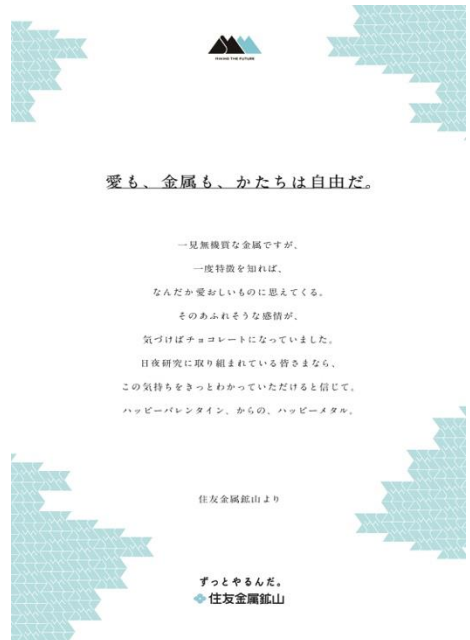 MINING THE FUTURE
愛も、金属も、かたちは自由だ。
一見無機質な金属ですが、
一度特徴を知れば、
なんだか愛おしいものに思えてくる。
そのあふれそうな感情が、
気づけばチョコレートになっていました。
日夜研究に取り組まれている皆さまなら、
この気持ちをきっとわかっていただけると信じて。
ハッピーバレンタイン、からの、ハッピーメタル。
住友金属鉱山より
ずっとやるんだ。
住友金属鉱山